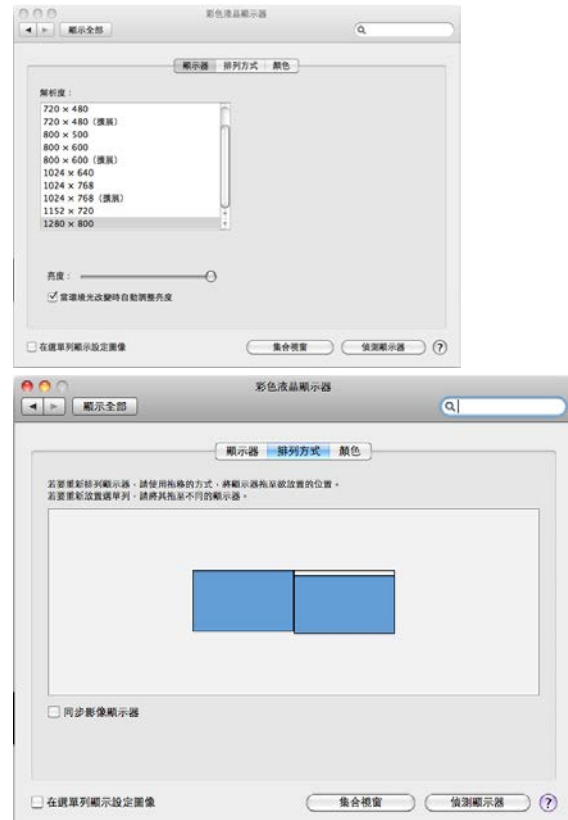 彩色液晶顯示器
顯示全部
顯示器 排列方式 顏色
解析度：
720 × 480
720 × 480（擴展）
800 × 500
800 × 600
800 × 600（擴展）
1024 × 640
1024 × 768
1024 × 768（擴展）
1152 × 720
1280 × 800
亮度：
當環境光改變時自動調整亮度
在選單列顯示設定圖像
集合視窗 偵測顯示器 ?
彩色液晶顯示器
顯示全部
顯示器 排列方式 顏色
若要重新排列顯示器，請使用拖移的方式，將顯示器拖至欲放置的位置。
若要重新放置選單列，請將其拖至不同的顯示器。
同步影像顯示器
在選單列顯示設定圖像
集合視窗 偵測顯示器 ?